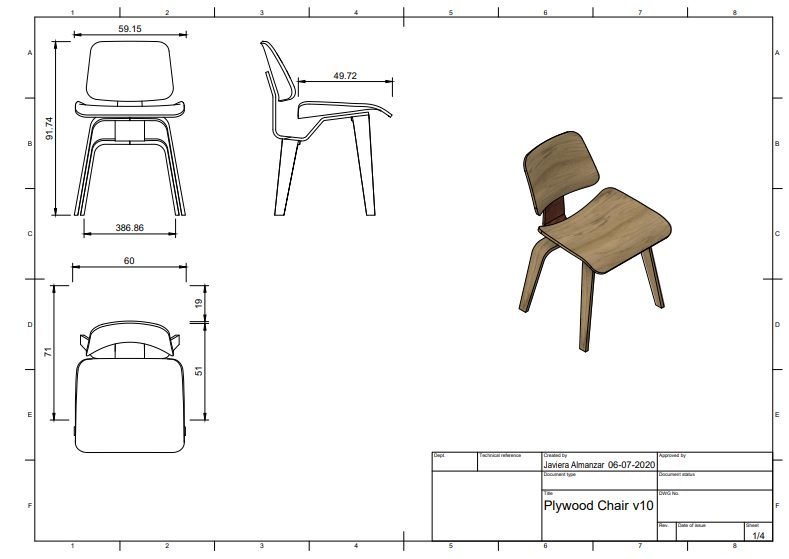 1 2 3 4 5 6 7 8
A
B
C
D
E
F
A
B
C
D
E
F
59.15
91.74
386.86
49.72
60
71
19
51
Dept.
Technical reference
Created by
Approved by
Javiera Almanzar 06-07-2020
Document type
Document status
Title
DWG No.
Plywood Chair v10
Rev.
Date of issue
Sheet
1/4
1 2 3 4 5 6 7 8